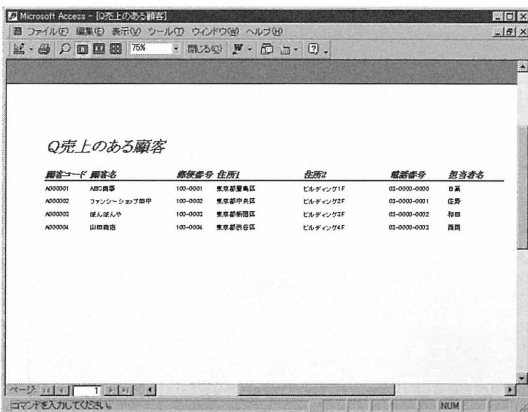 Microsoft Access - [Q売上のある顧客]
ファイル(F) 編集(E) 表示(V) ツール(T) ウィンドウ(W) ヘルプ(H)
75% 閉じる(C)
Q売上のある顧客
顧客コード 顧客名 郵便番号 住所1 住所2 電話番号 担当者名
A000001 ABC商事 100-0001 東京都豊島区 ビルディング1F 03-0000-0000
A000002 ファンシーショップ田中 100-0002 東京都中央区 ビルディング2F 03-0000-0001 佐野
A000003 ぽんぽんや 100-0003 東京都新宿区 ビルディング3F 03-0000-0002 和田
A000004 山田商店 100-0004 東京都渋谷区 ビルディング4F 03-0000-0003 西岡
ページ: 1
コマンドを入力してください。 NUM